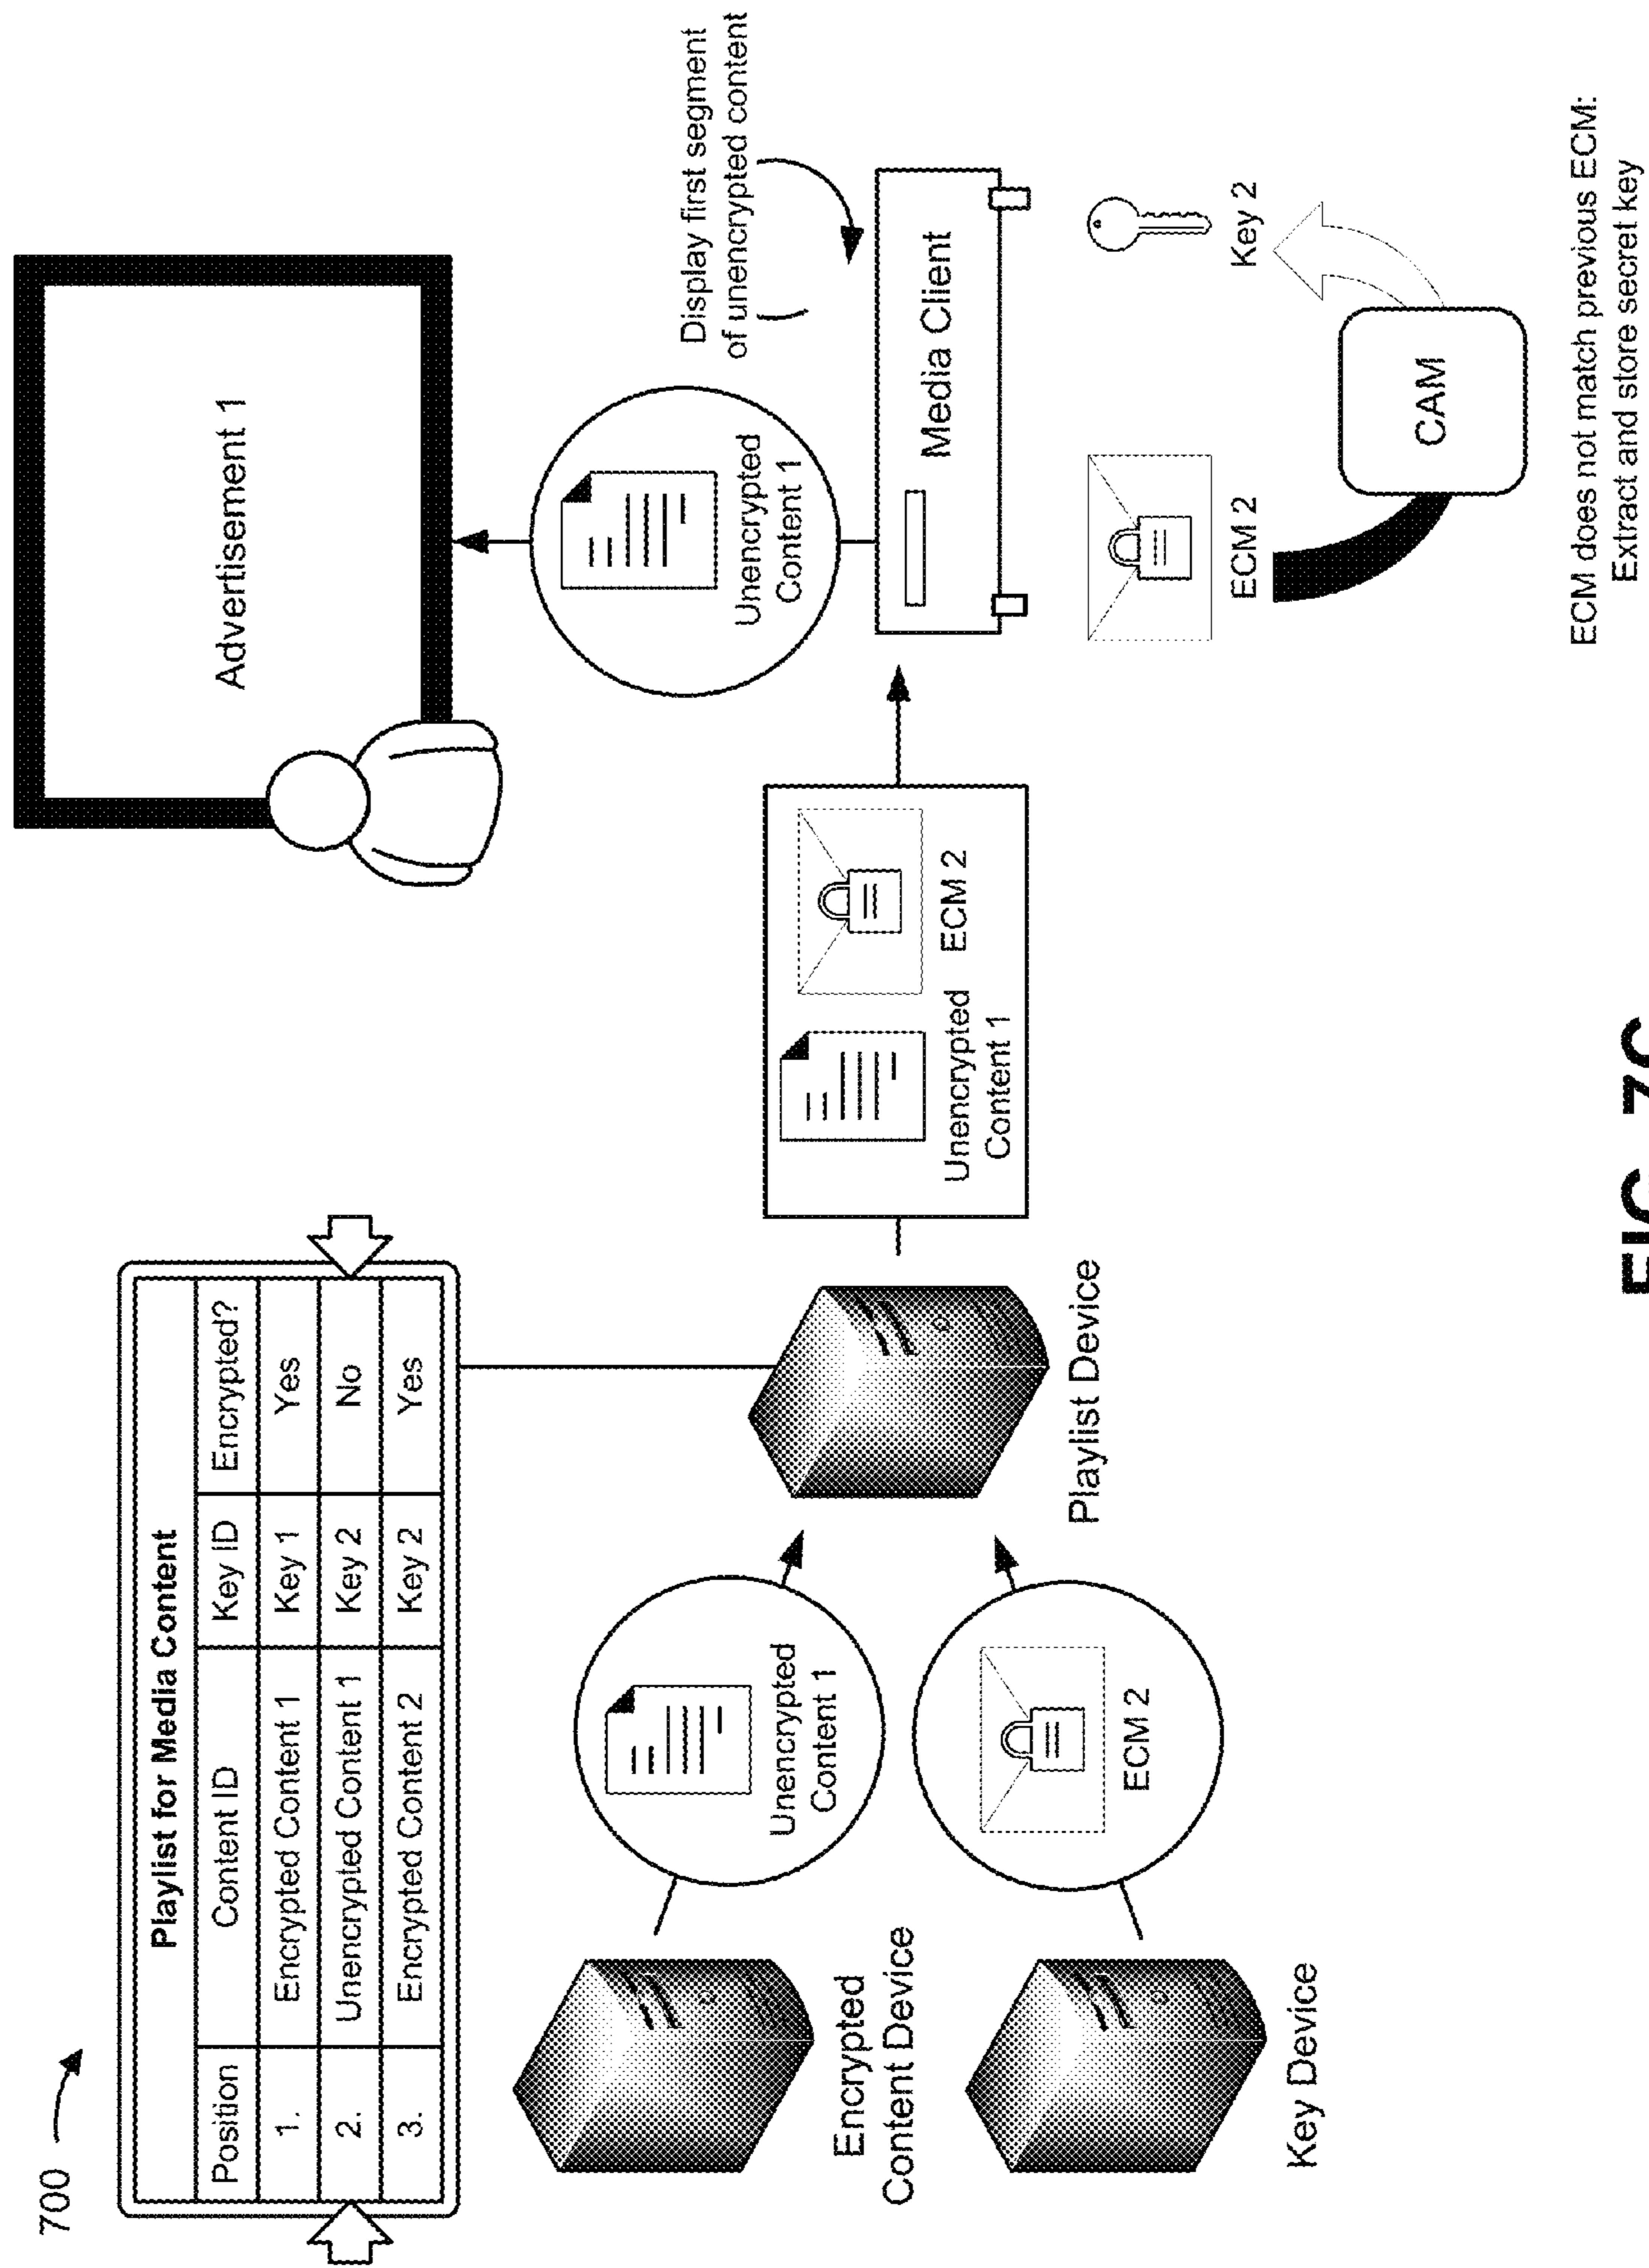 700
Playlist for Media Content
Position Content ID Key ID Encrypted?
1. Encrypted Content 1 Key 1 Yes
2. Unencrypted Content 1 Key 2 No
3. Encrypted Content 2 Key 2 Yes
Advertisement 1
Encrypted
Content Device
Unencrypted
Content 1
Key Device
ECM 2
Playlist Device
Unencrypted
Content 1
ECM 2
Unencrypted
Content 1
Display first segment
of unencrypted content
Media Client
ECM 2
Key 2
CAM
ECM does not match previous ECM:
Extract and store secret key